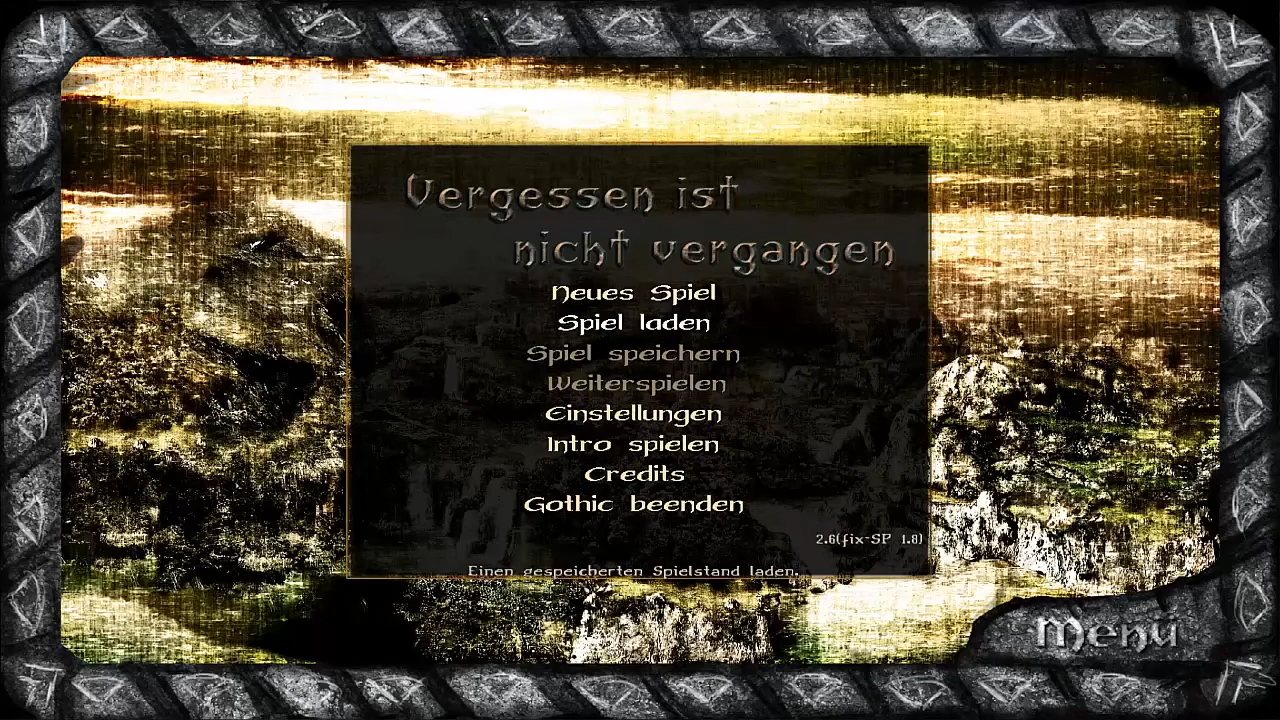 Vergessen ist
nicht vergangen
Neues Spiel
Spiel laden
Spiel speichern
Weiterspielen
Einstellungen
Intro spielen
Credits
Gothic beenden
2.6(fix-SP 1.8)
Einen gespeicherten Spielstand laden.
Menü